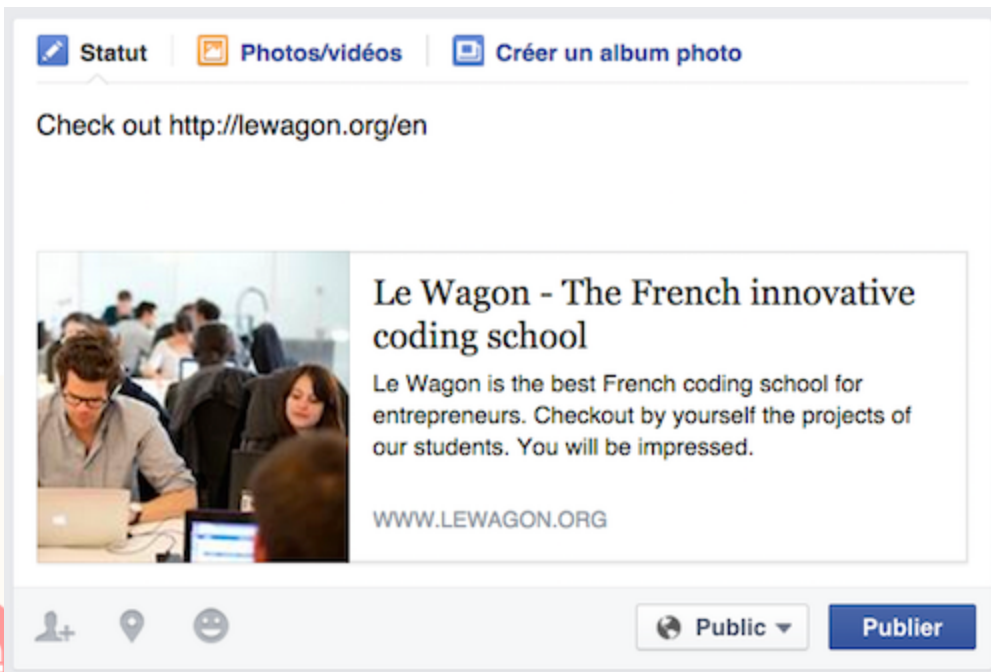 Statut Photos/vidéos Créer un album photo
Check out http://lewagon.org/en
Le Wagon - The French innovative
coding school
Le Wagon is the best French coding school for
entrepreneurs. Checkout by yourself the projects of
our students. You will be impressed.
WWW.LEWAGON.ORG
Public Publier